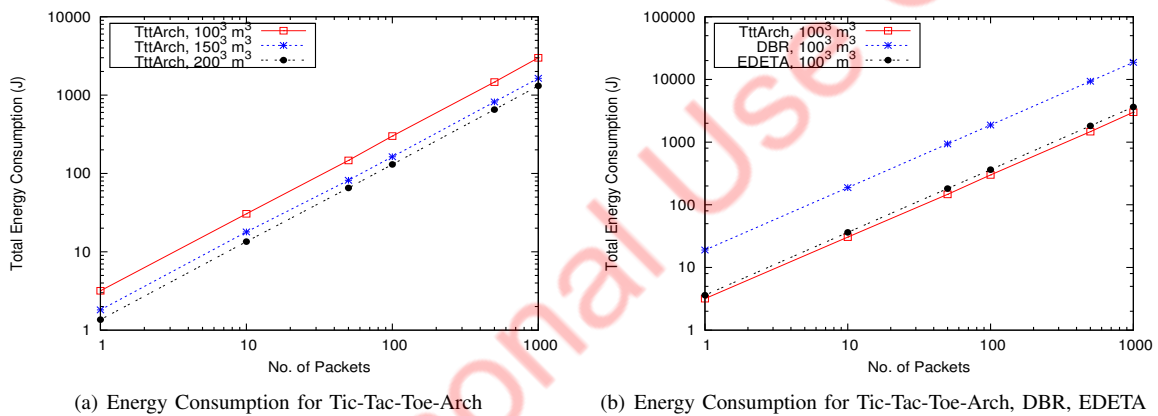 10000
1000
100
10
1
Total Energy Consumption (J)
TttArch, 100³ m³
TttArch, 150³ m³
TttArch, 200³ m³
1 10 100 1000
No. of Packets
(a) Energy Consumption for Tic-Tac-Toe-Arch
100000
10000
1000
100
10
1
Total Energy Consumption (J)
TttArch, 100³ m³
DBR, 100³ m³
EDETA, 100³ m³
1 10 100 1000
No. of Packets
(b) Energy Consumption for Tic-Tac-Toe-Arch, DBR, EDETA
onal Use